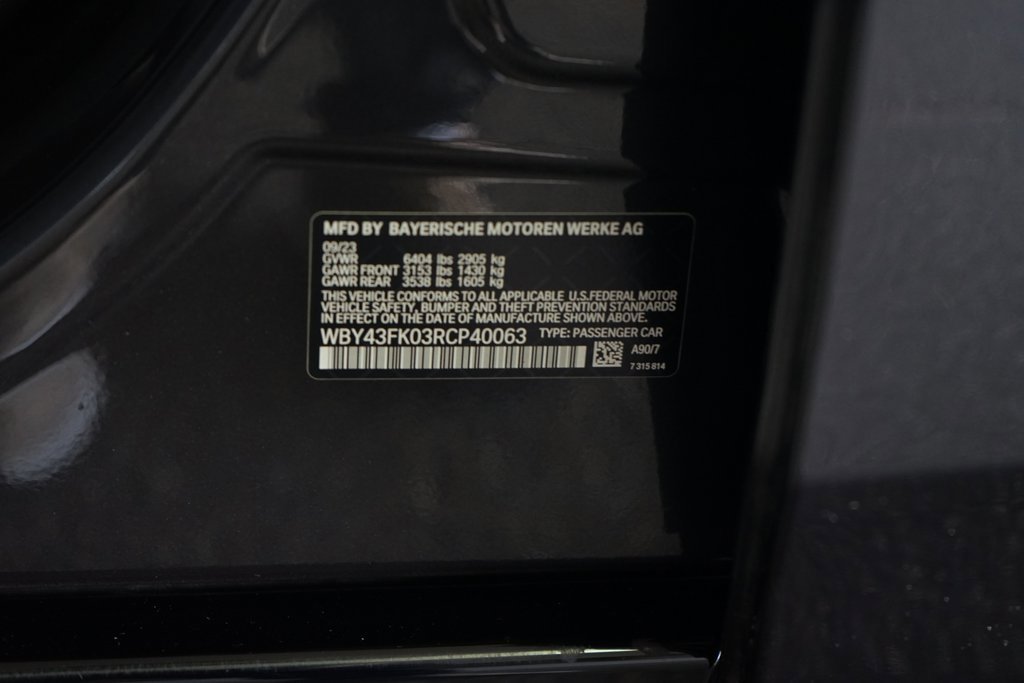 MFD BY BAYERISCHE MOTOREN WERKE AG
09/23
GVWR 6404 lbs 2905 kg
GAWR FRONT 3153 lbs 1430 kg
GAWR REAR 3538 lbs 1605 kg
THIS VEHICLE CONFORMS TO ALL APPLICABLE U.S.FEDERAL MOTOR
VEHICLE SAFETY, BUMPER AND THEFT PREVENTION STANDARDS
IN EFFECT ON THE DATE OF MANUFACTURE SHOWN ABOVE.
WBY43FK03RCP40063 TYPE: PASSENGER CAR
A90/7
7 315 814